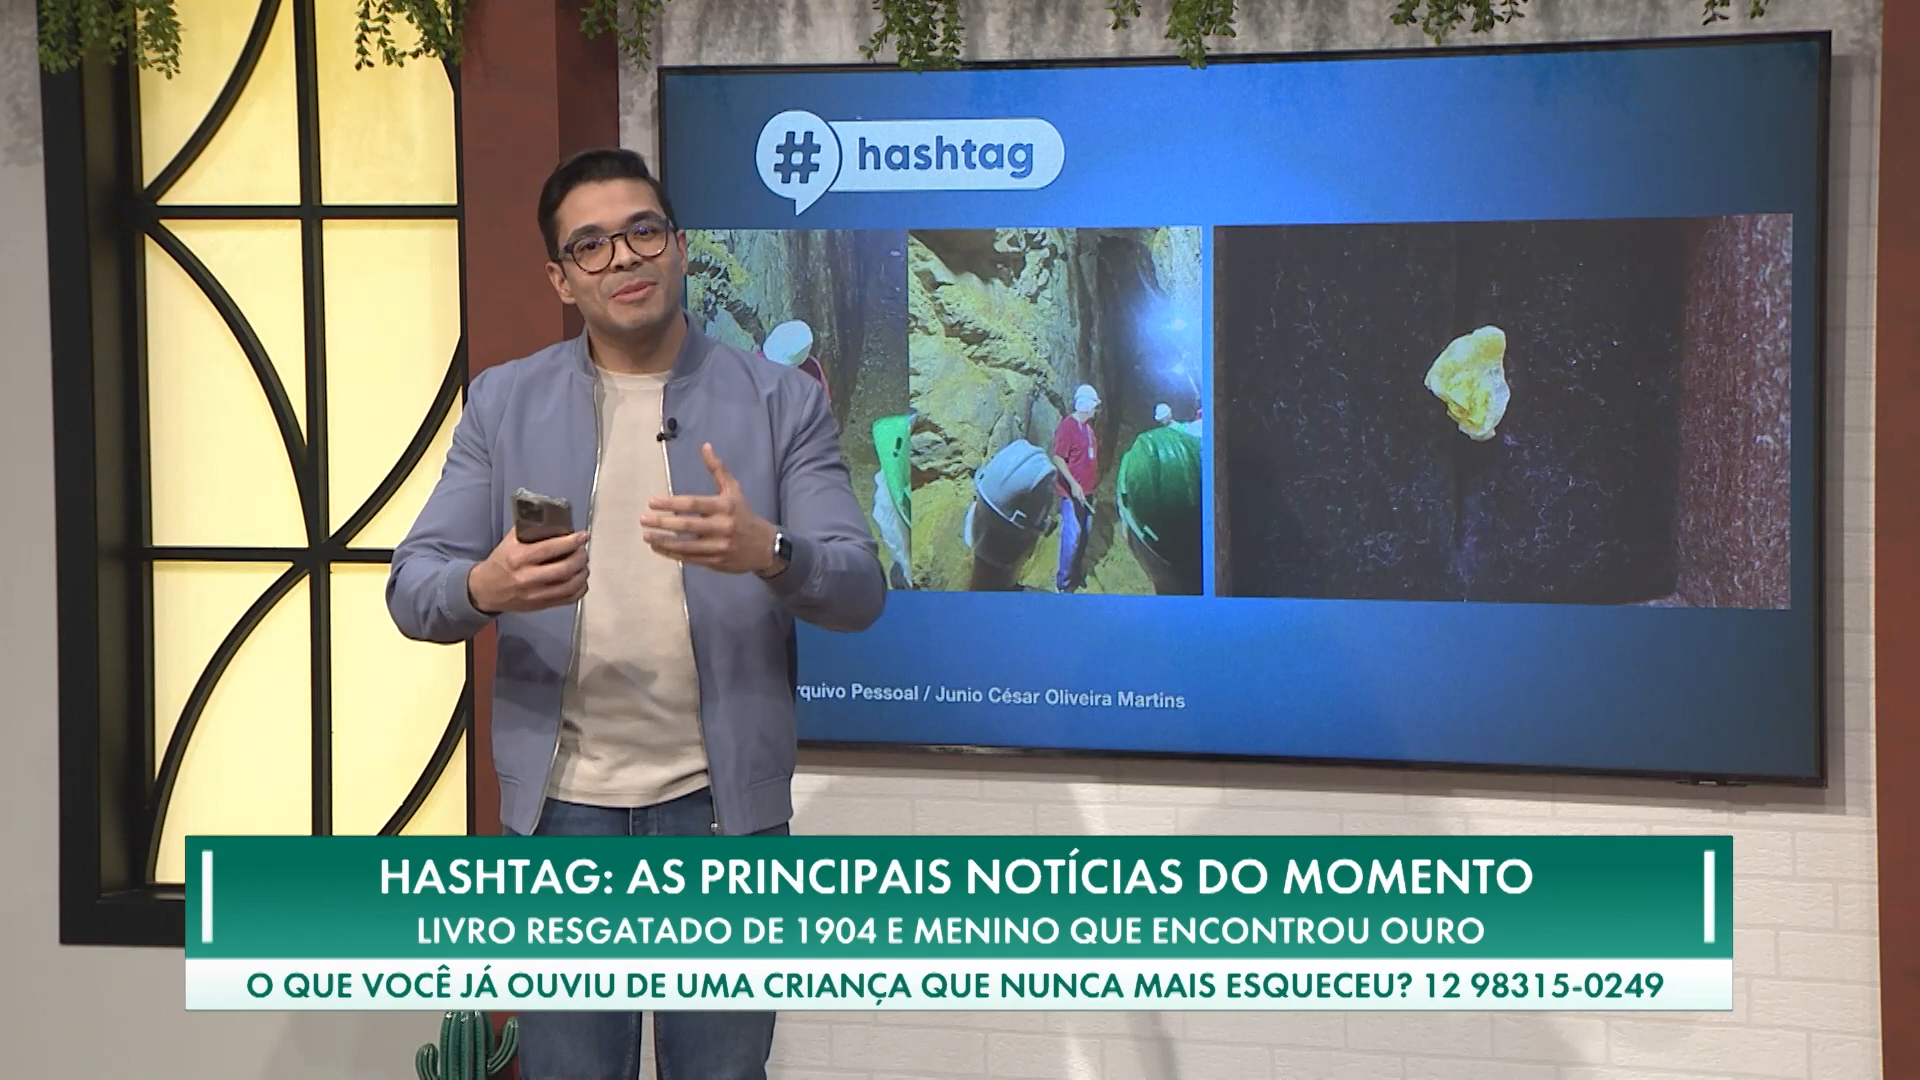 # hashtag
Pessoal / Junio César Oliveira Martins
HASHTAG: AS PRINCIPAIS NOTÍCIAS DO MOMENTO
LIVRO RESGATADO DE 1904 E MENINO QUE ENCONTROU OURO
O QUE VOCÊ JÁ OUVIU DE UMA CRIANÇA QUE NUNCA MAIS ESQUECEU? 12 98315-0249